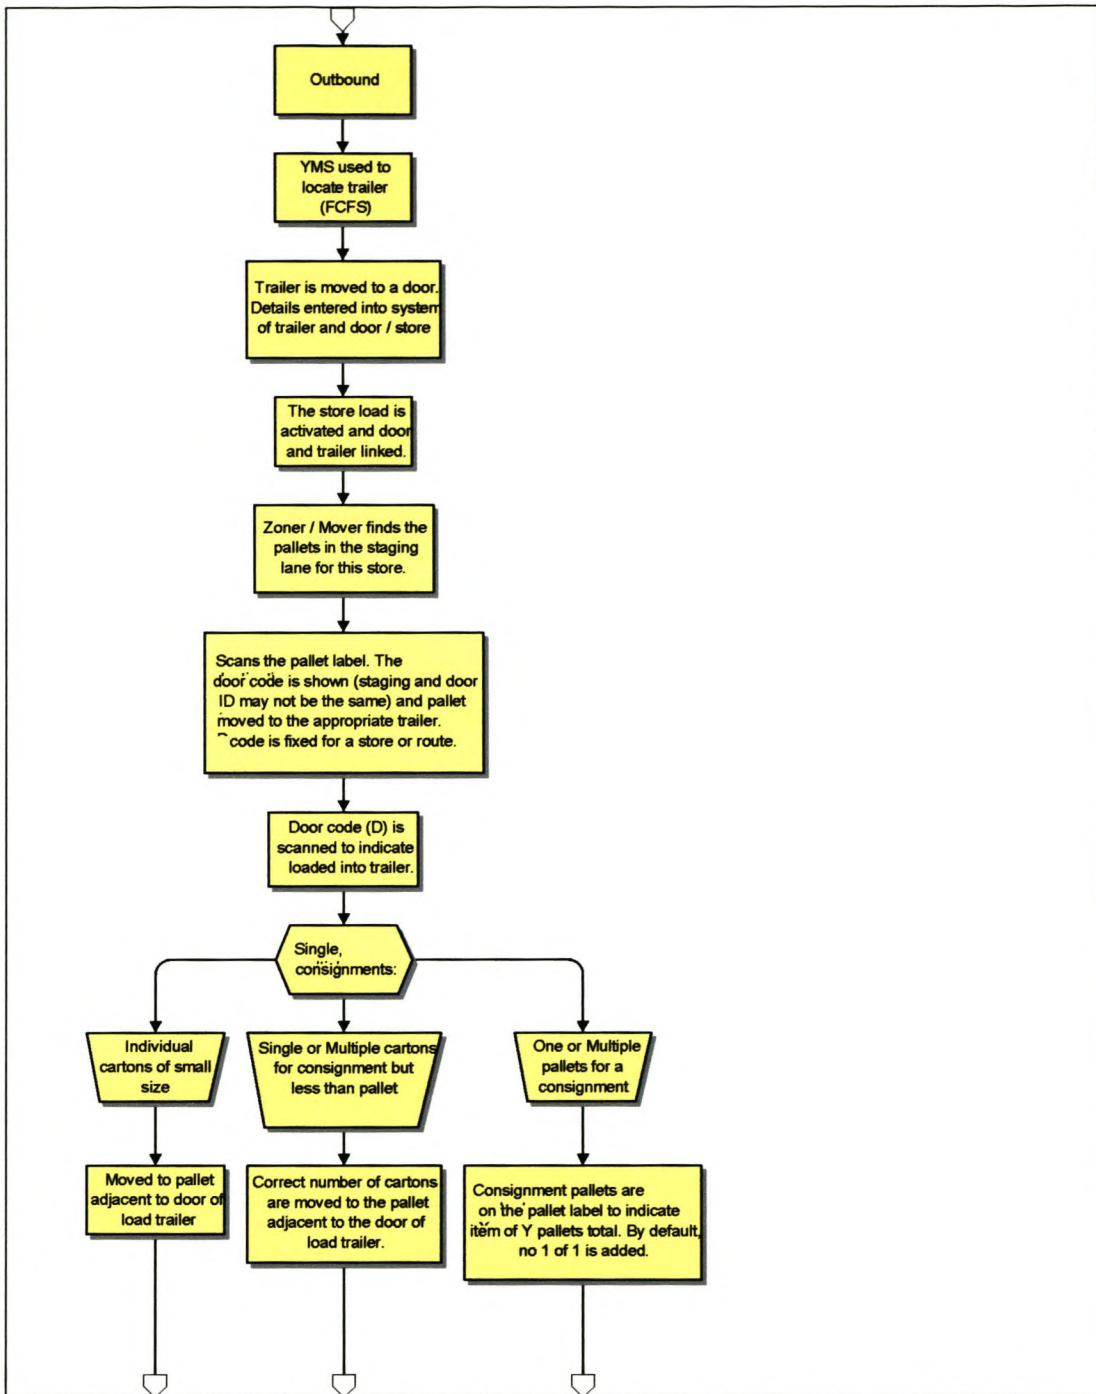 Outbound
YMS used to
locate trailer
(FCFS)
Trailer is moved to a door.
Details entered into system
of trailer and door / store
The store load is
activated and door
and trailer linked.
Zoner / Mover finds the
pallets in the staging
lane for this store.
Scans the pallet label. The
door code is shown (staging and door
ID may not be the same) and pallet
moved to the appropriate trailer.
code is fixed for a store or route.
Door code (D) is
scanned to indicate
loaded into trailer.
Single,
consignments:
Individual
cartons of small
size
Single or Multiple cartons
for consignment but
less than pallet
One or Multiple
pallets for a
consignment
Moved to pallet
adjacent to door of
load trailer
Correct number of cartons
are moved to the pallet
adjacent to the door of
load trailer.
Consignment pallets are
on the pallet label to indicate
item of Y pallets total. By default,
no 1 of 1 is added.